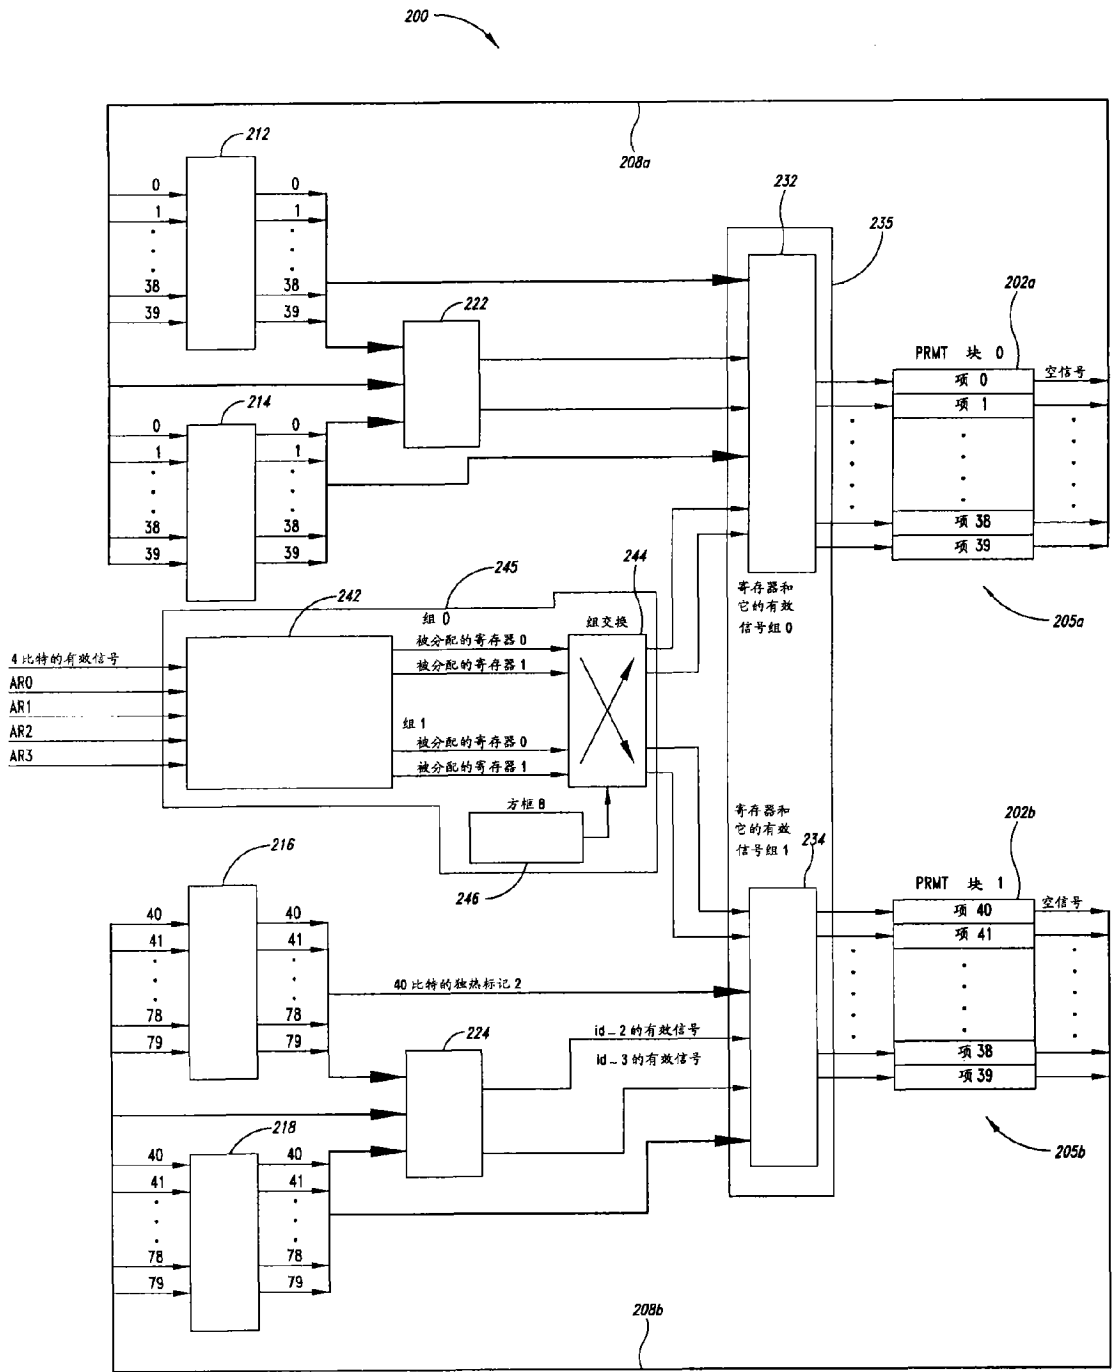 200
208a
212
0 0
1 1
38 38
39 39
232
235
202a
222
PRMT 块 0
项 0 空信号
项 1
项 38
项 39
205a
214
0 0
1 1
38 38
39 39
245
244
242
组 0
组交换
寄存器和
它的有效
信号组 0
4 比特的有效信号
AR0
AR1
AR2
AR3
被分配的寄存器 0
被分配的寄存器 1
组 1
被分配的寄存器 0
被分配的寄存器 1
方框 B
246
寄存器和
它的有效
信号组 1
234
202b
PRMT 块 1
项 40 空信号
项 41
项 38
项 39
205b
216
40 40
41 41
78 78
79 79
40 比特的独热标记 2
224
id-2 的有效信号
id-3 的有效信号
218
40 40
41 41
78 78
79 79
208b